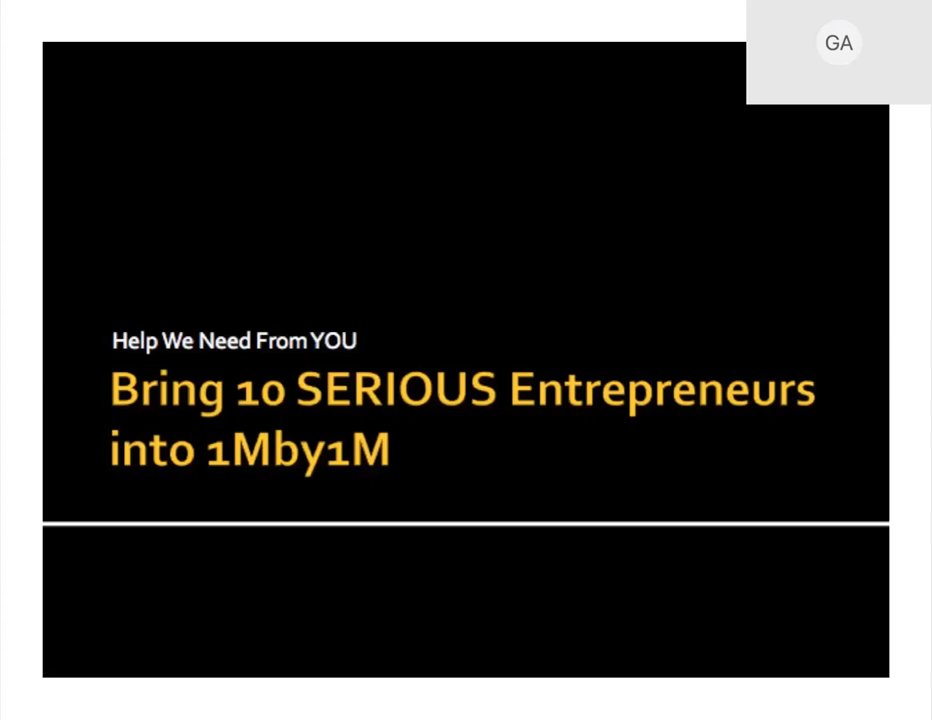 GA
Help We Need From YOU
Bring 10 SERIOUS Entrepreneurs
into 1Mby1M